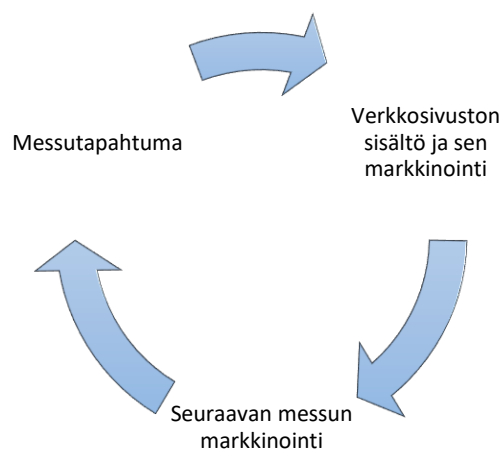 Messutapahtuma
Verkkosivuston
sisältö ja sen
markkinointi
Seuraavan messun
markkinointi